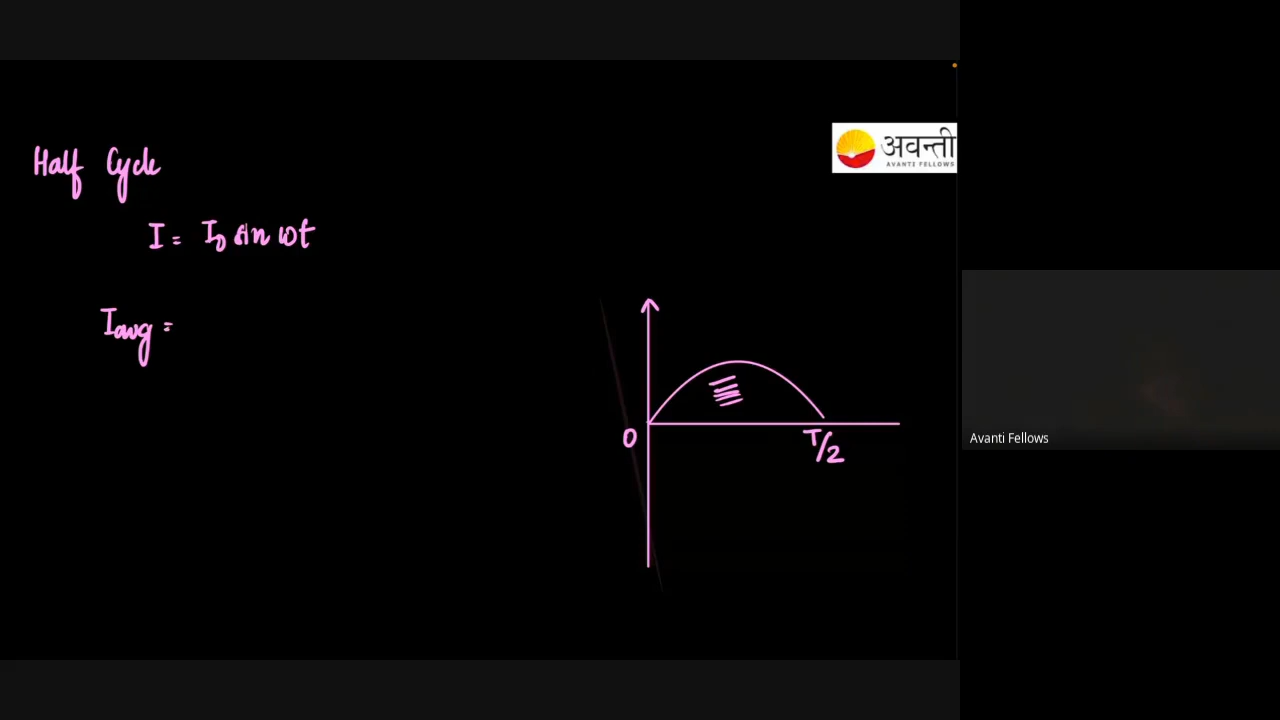 Half Cycle
I = I₀ sin ωt
Iavg =
अवन्ती
AVANTI FELLOWS
0
T/2
Avanti Fellows